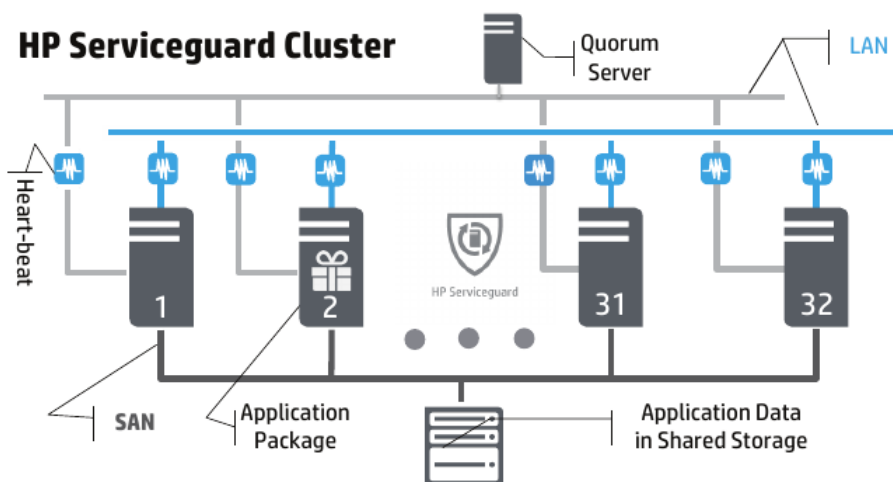 HP Serviceguard Cluster
Quorum
Server
LAN
Heart-beat
1
2
HP Serviceguard
31
32
SAN
Application
Package
Application Data
in Shared Storage